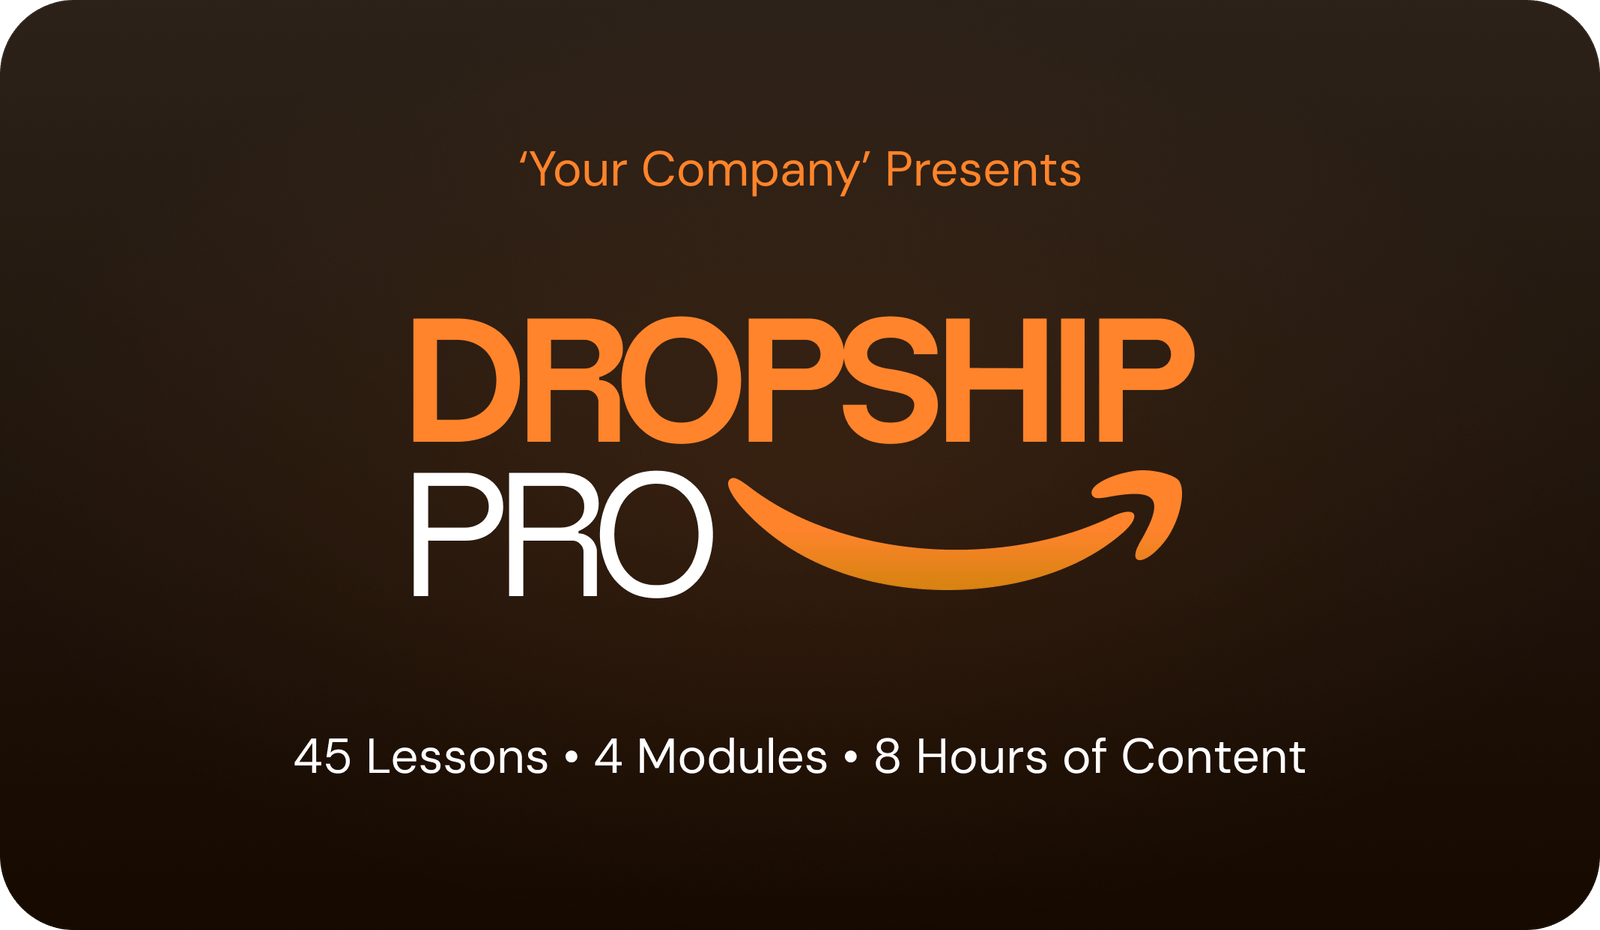 ‘Your Company’ Presents
DROPSHIP
PRO
45 Lessons • 4 Modules • 8 Hours of Content